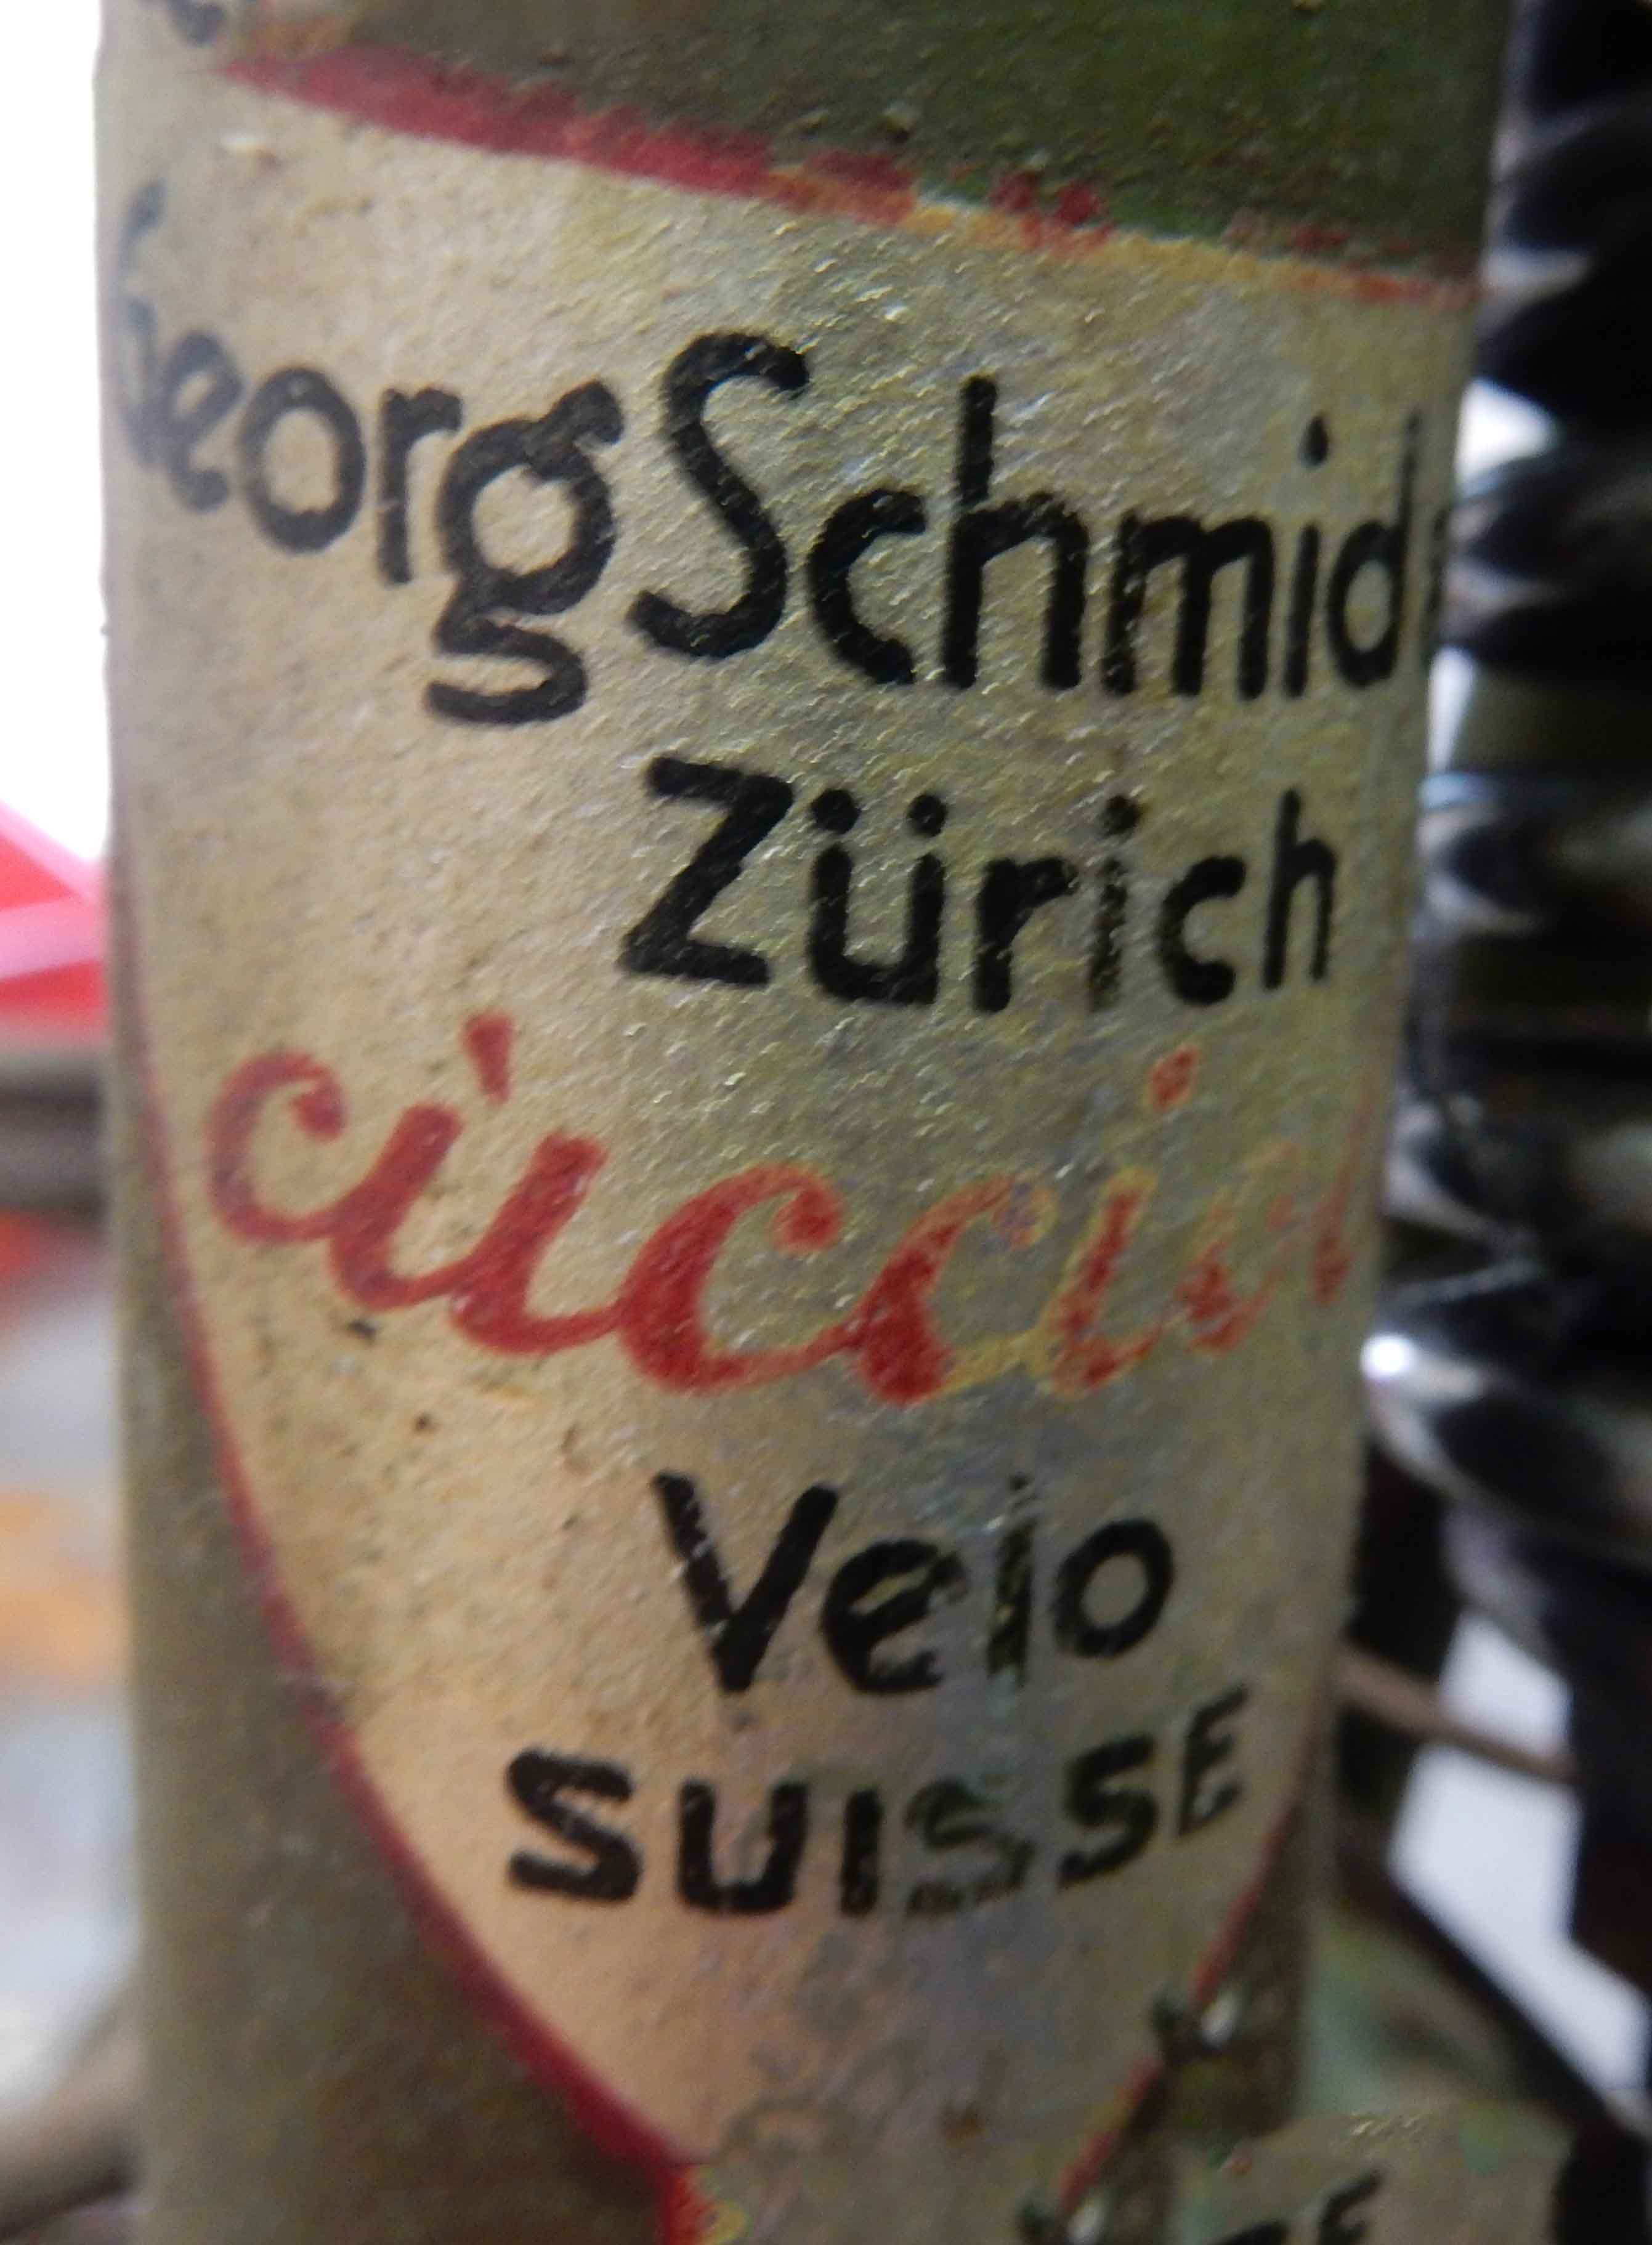 Georg Schmid
Zürich
Velo
SUISSE